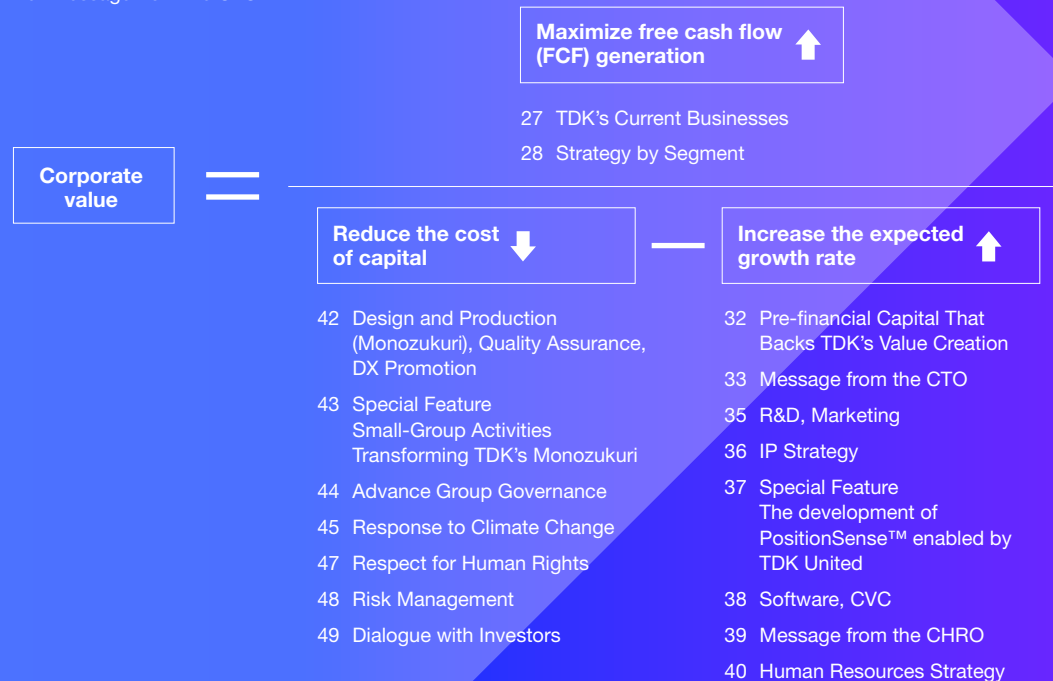 Maximize free cash flow
(FCF) generation
27 TDK's Current Businesses
28 Strategy by Segment
Corporate
value
Reduce the cost
of capital
Increase the expected
growth rate
42 Design and Production
(Monozukuri), Quality Assurance,
DX Promotion
43 Special Feature
Small-Group Activities
Transforming TDK's Monozukuri
44 Advance Group Governance
45 Response to Climate Change
47 Respect for Human Rights
48 Risk Management
49 Dialogue with Investors
32 Pre-financial Capital That
Backs TDK's Value Creation
33 Message from the CTO
35 R&D, Marketing
36 IP Strategy
37 Special Feature
The development of
PositionSense™ enabled by
TDK United
38 Software, CVC
39 Message from the CHRO
40 Human Resources Strategy